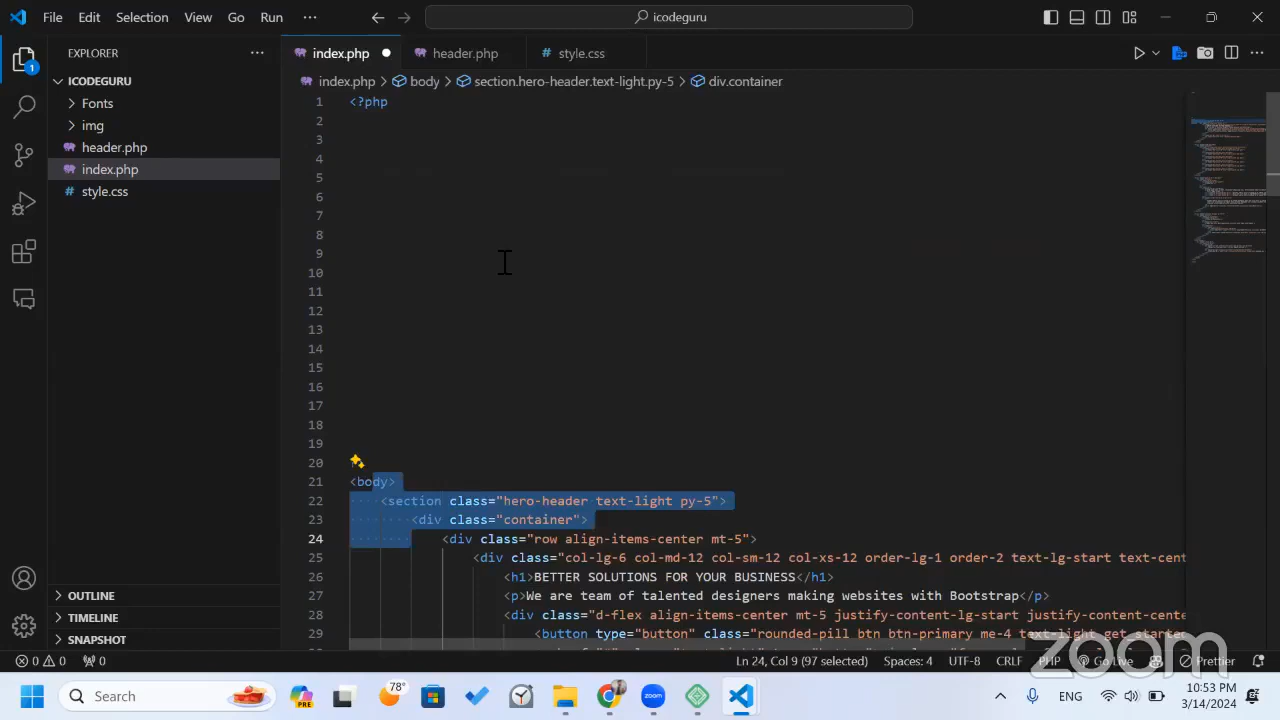 File Edit Selection View Go Run ··· icodeguru
EXPLORER ···
index.php header.php # style.css
ICODEGURU
index.php > body > section.hero-header.text-light.py-5 > div.container
Fonts
img
header.php
index.php
# style.css
1 <?php
2
3
4
5
6
7
8
9
10
11
12
13
14
15
16
17
18
19
20
21 <body>
22 <section class="hero-header text-light py-5">
23 <div class="container">
24 <div class="row align-items-center mt-5">
25 <div class="col-lg-6 col-md-12 col-sm-12 col-xs-12 order-lg-1 order-2 text-lg-start text-cent
26 <h1>BETTER SOLUTIONS FOR YOUR BUSINESS</h1>
27 <p>We are team of talented designers making websites with Bootstrap</p>
28 <div class="d-flex align-items-center mt-5 justify-content-lg-start justify-content-cente
29 <button type="button" class="rounded-pill btn btn-primary me-4 text-light get started
OUTLINE
TIMELINE
SNAPSHOT
0 0 0 Ln 24, Col 9 (97 selected) Spaces: 4 UTF-8 CRLF PHP Go Live Prettier
zoom
Search PRE 78° zoom ENG 10:53 PM
3/14/2024
1